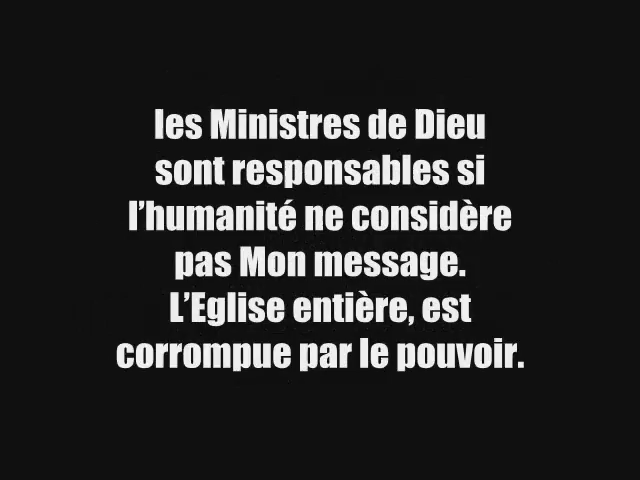 les Ministres de Dieu
sont responsables si
l’humanité ne considère
pas Mon message.
L’Eglise entière, est
corrompue par le pouvoir.